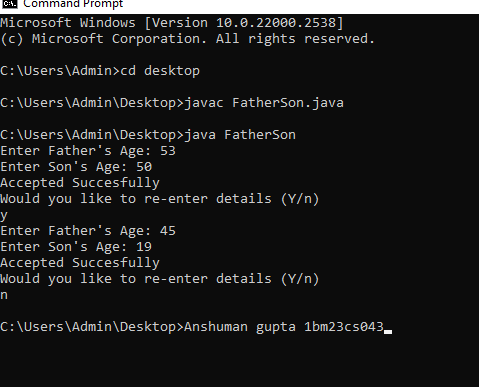 Command Prompt
Microsoft Windows [Version 10.0.22000.2538]
(c) Microsoft Corporation. All rights reserved.
C:\Users\Admin>cd desktop
C:\Users\Admin\Desktop>javac FatherSon.java
C:\Users\Admin\Desktop>java FatherSon
Enter Father's Age: 53
Enter Son's Age: 50
Accepted Succesfully
Would you like to re-enter details (Y/n)
y
Enter Father's Age: 45
Enter Son's Age: 19
Accepted Succesfully
Would you like to re-enter details (Y/n)
n
C:\Users\Admin\Desktop>Anshuman gupta 1bm23cs043